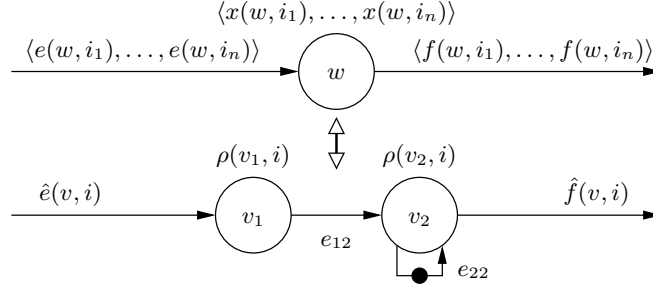 ⟨x(w, i₁), . . . , x(w, iₙ)⟩
⟨e(w, i₁), . . . , e(w, iₙ)⟩ w ⟨f(w, i₁), . . . , f(w, iₙ)⟩
ρ(v₁, i) ρ(v₂, i)
ê(v, i) v₁ v₂ f̂(v, i)
e₁₂
e₂₂